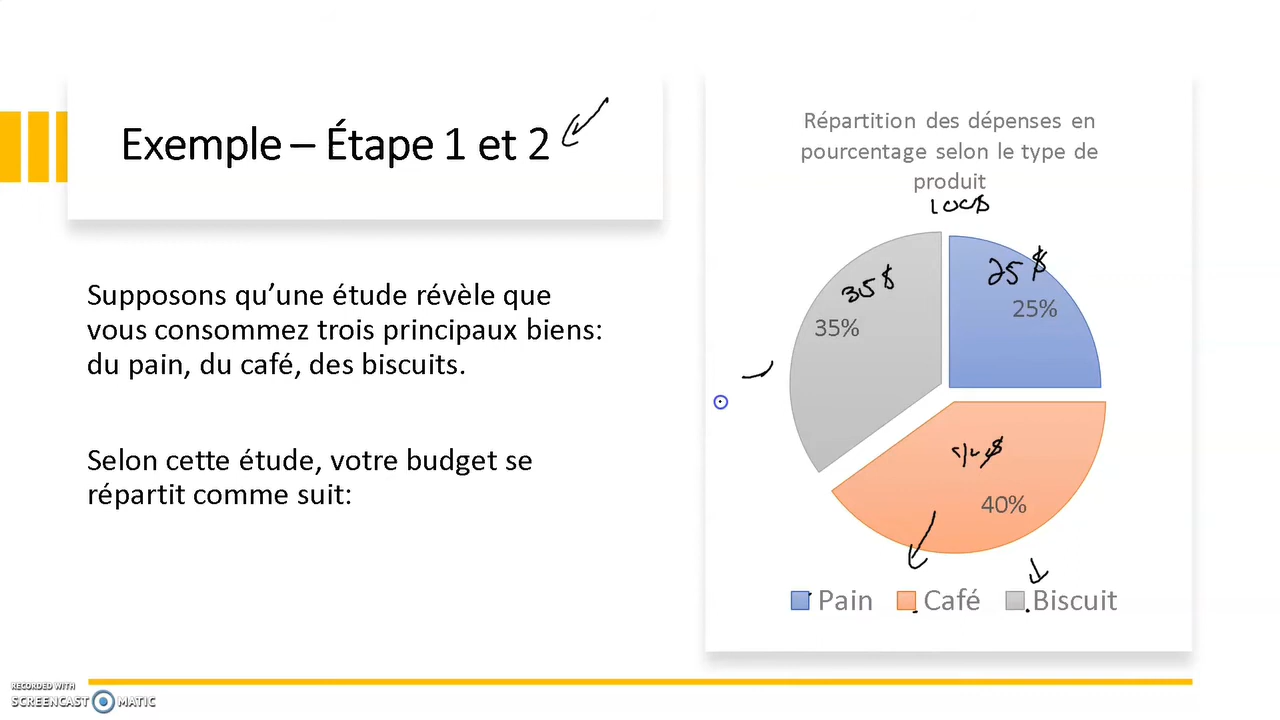 Exemple – Étape 1 et 2
Supposons qu’une étude révèle que
vous consommez trois principaux biens:
du pain, du café, des biscuits.
Selon cette étude, votre budget se
répartit comme suit:
Répartition des dépenses en
pourcentage selon le type de
produit
100$
35$
35%
25$
25%
40%
Pain
Café
Biscuit
RECORDED WITH
SCREENCAST MATIC